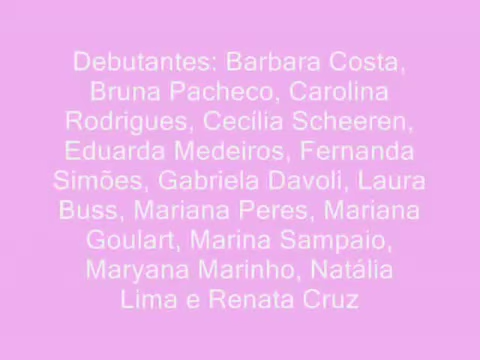 Debutantes: Barbara Costa,
Bruna Pacheco, Carolina
Rodrigues, Cecília Scheeren,
Eduarda Medeiros, Fernanda
Simões, Gabriela Davoli, Laura
Buss, Mariana Peres, Mariana
Goulart, Marina Sampaio,
Maryana Marinho, Natália
Lima e Renata Cruz